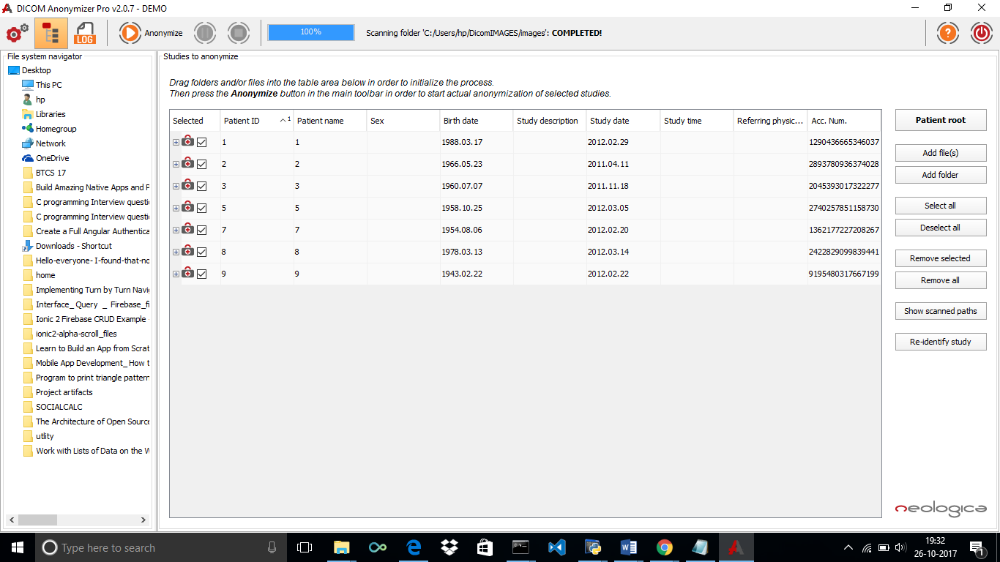 DICOM Anonymizer Pro v2.0.7 - DEMO
LOG
Anonymize
100%
Scanning folder 'C:/Users/hp/DicomIMAGES/images': COMPLETED!
File system navigator
Desktop
This PC
hp
Libraries
Homegroup
Network
OneDrive
BTCS 17
Build Amazing Native Apps and P
C programming Interview questi
C programming Interview questi
Create a Full Angular Authentica
Downloads - Shortcut
Hello-everyone- I-found-that-no
home
Implementing Turn by Turn Navi
Interface_ Query _ Firebase_fi
Ionic 2 Firebase CRUD Example
ionic2-alpha-scroll_files
Learn to Build an App from Scrat
Mobile App Development_ How t
Program to print triangle pattern
Project artifacts
SOCIALCALC
The Architecture of Open Source
utlity
Work with Lists of Data on the W
Studies to anonymize
Drag folders and/or files into the table area below in order to initialize the process.
Then press the Anonymize button in the main toolbar in order to start actual anonymization of selected studies.
Selected Patient ID 1 Patient name Sex Birth date Study description Study date Study time Referring physic... Acc. Num.
1 1 1988.03.17 2012.02.29 1290436665346037
2 2 1966.05.23 2011.04.11 2893780936374028
3 3 1960.07.07 2011.11.18 2045393017322277
5 5 1958.10.25 2012.03.05 2740257851158730
7 7 1954.08.06 2012.02.20 1362177227208267
8 8 1978.03.13 2012.03.14 2422829099839441
9 9 1943.02.22 2012.02.22 9195480317667199
Patient root
Add file(s)
Add folder
Select all
Deselect all
Remove selected
Remove all
Show scanned paths
Re-identify study
neologica
Type here to search
19:32
26-10-2017
1